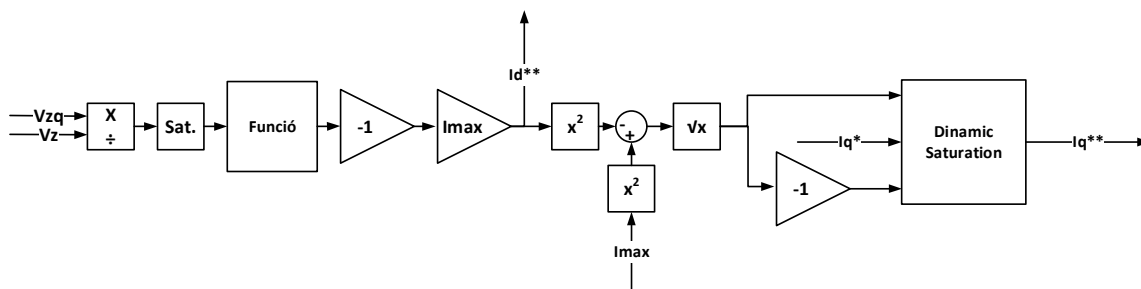 Id**
Vzq
Vz
X
÷
Sat.
Funció
-1
Imax
x²
-
+
√x
Iq*
Dinamic
Saturation
Iq**
-1
x²
Imax